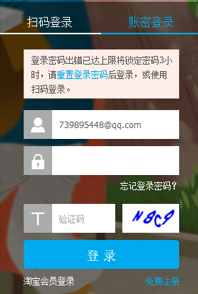 扫码登录 账密登录
登录密码出错已达上限将锁定密码3小
时，请重置登录密码后登录，或使用
扫码登录。
739895448@qq.com
忘记登录密码?
验证码
登 录
淘宝会员登录 免费注册